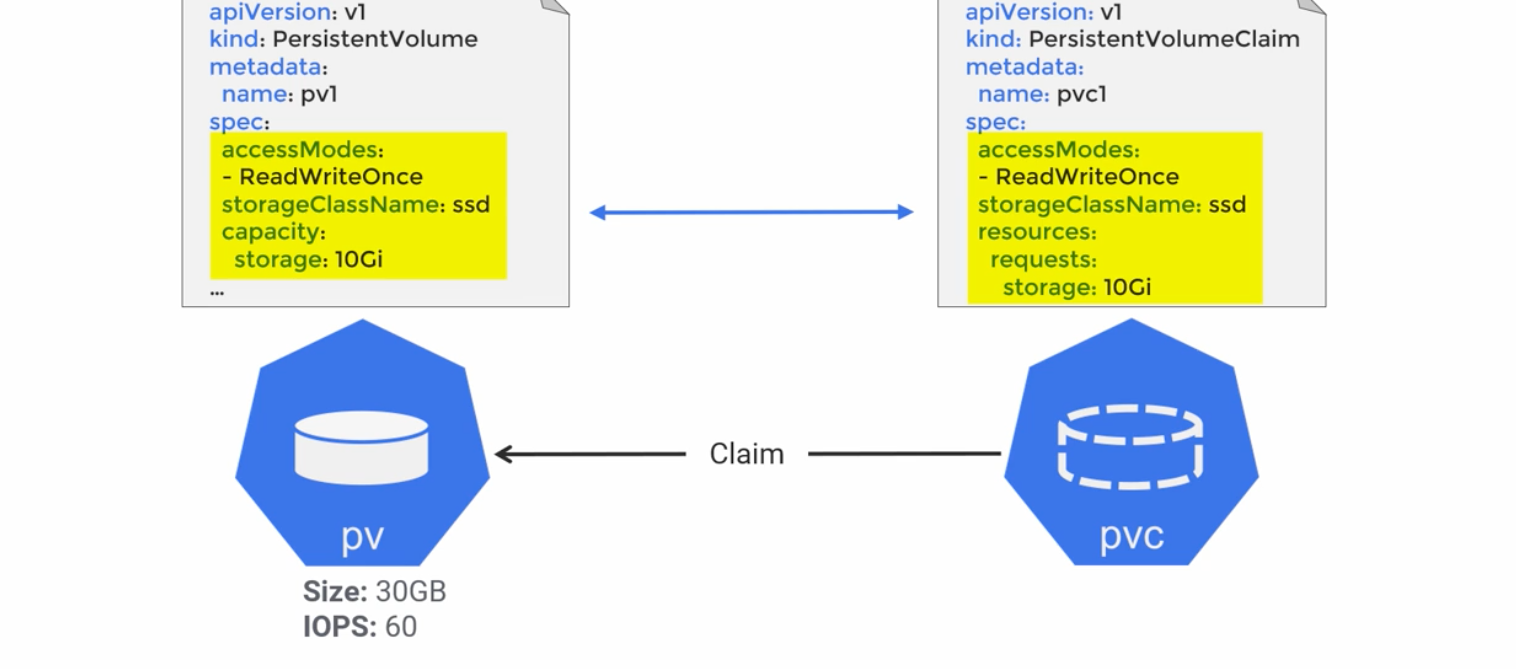 apiVersion: v1
kind: PersistentVolume
metadata:
name: pv1
spec:
accessModes:
- ReadWriteOnce
storageClassName: ssd
capacity:
storage: 10Gi
...
apiVersion: v1
kind: PersistentVolumeClaim
metadata:
name: pvc1
spec:
accessModes:
- ReadWriteOnce
storageClassName: ssd
resources:
requests:
storage: 10Gi
Claim
pv
pvc
Size: 30GB
IOPS: 60